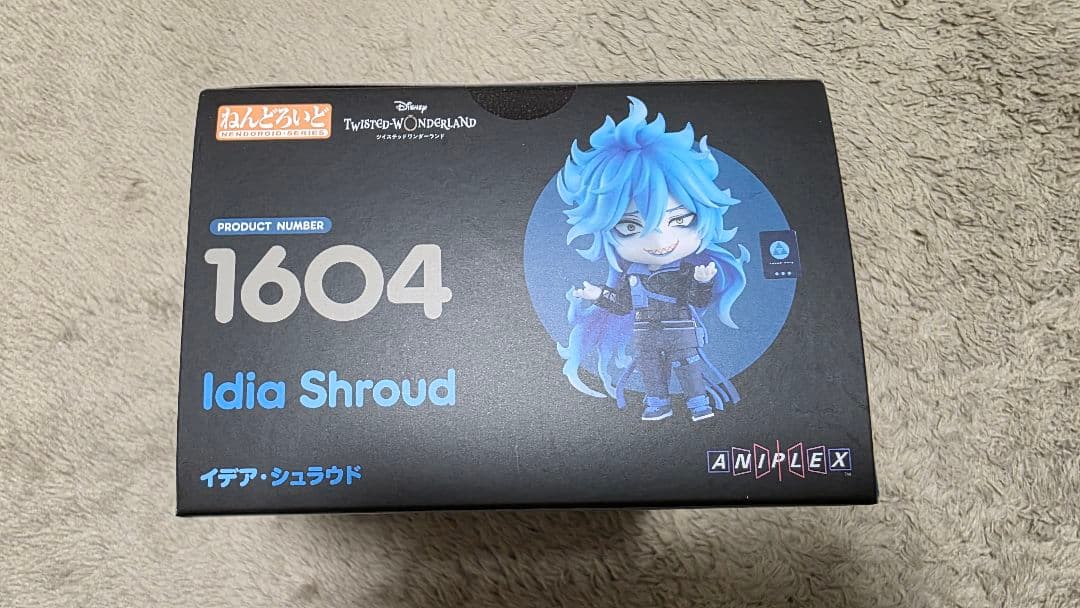 ねんどろいど
NENDOROID·SERIES
Disney
TWISTED-WONDERLAND
ツイステッドワンダーランド
PRODUCT NUMBER
1604
Idia Shroud
イデア・シュラウド
ANIPLEX